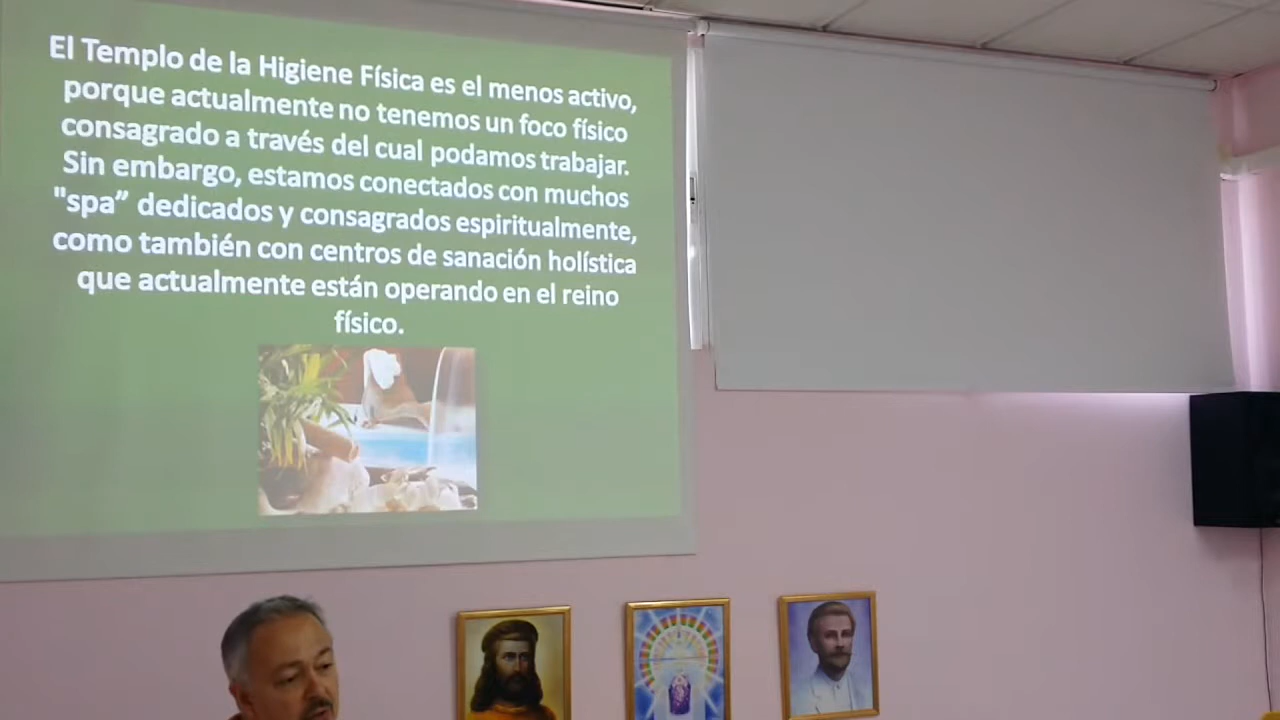 El Templo de la Higiene Física es el menos activo,
porque actualmente no tenemos un foco físico
consagrado a través del cual podamos trabajar.
Sin embargo, estamos conectados con muchos
"spa” dedicados y consagrados espiritualmente,
como también con centros de sanación holística
que actualmente están operando en el reino
físico.